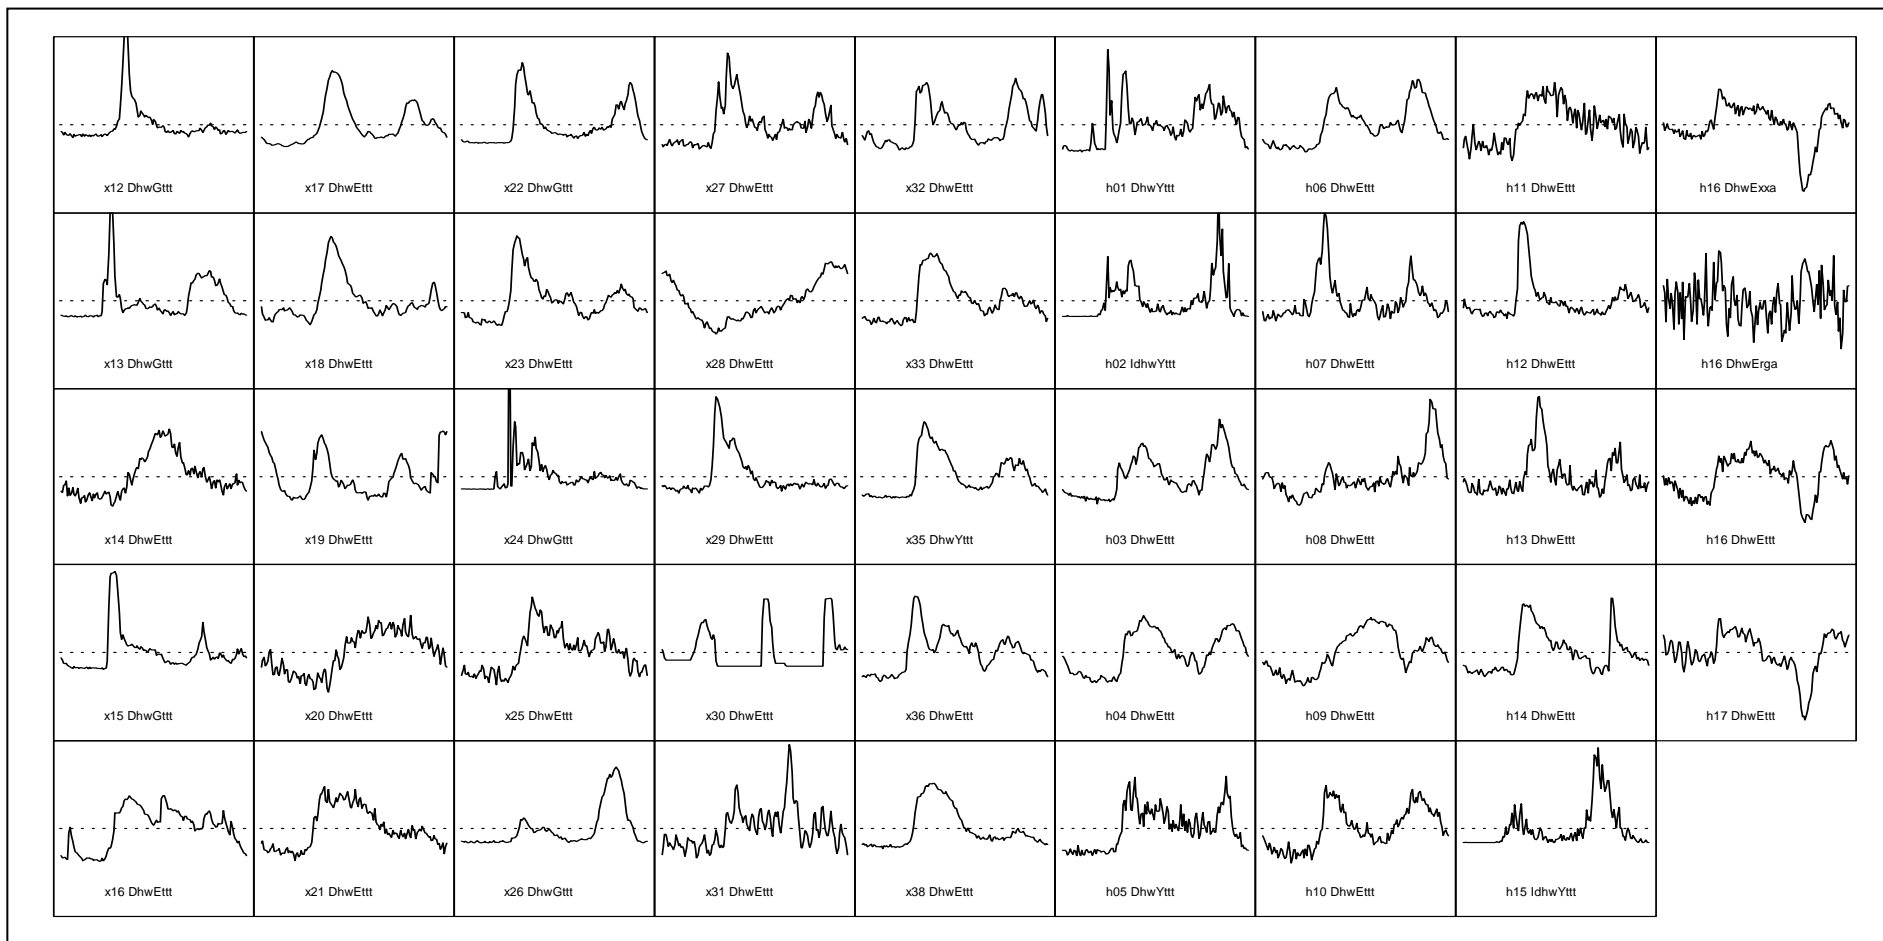 x12 DhwGttt
x17 DhwEttt
x22 DhwGttt
x27 DhwEttt
x32 DhwEttt
h01 DhwYttt
h06 DhwEttt
h11 DhwEttt
h16 DhwExxa
x13 DhwGttt
x18 DhwEttt
x23 DhwEttt
x28 DhwEttt
x33 DhwEttt
h02 IdhwYttt
h07 DhwEttt
h12 DhwEttt
h16 DhwErga
x14 DhwEttt
x19 DhwEttt
x24 DhwGttt
x29 DhwEttt
x35 DhwYttt
h03 DhwEttt
h08 DhwEttt
h13 DhwEttt
h16 DhwEttt
x15 DhwGttt
x20 DhwEttt
x25 DhwEttt
x30 DhwEttt
x36 DhwEttt
h04 DhwEttt
h09 DhwEttt
h14 DhwEttt
h17 DhwEttt
x16 DhwEttt
x21 DhwEttt
x26 DhwGttt
x31 DhwEttt
x38 DhwEttt
h05 DhwYttt
h10 DhwEttt
h15 IdhwYttt